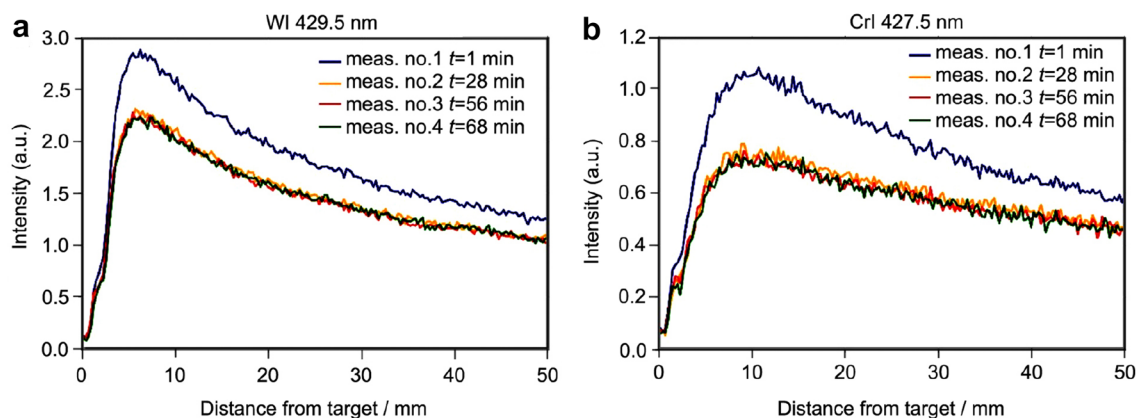 a
WI 429.5 nm
3.0
2.5
2.0
1.5
1.0
0.5
0.0
Intensity (a.u.)
meas. no.1 t=1 min
meas. no.2 t=28 min
meas. no.3 t=56 min
meas. no.4 t=68 min
0 10 20 30 40 50
Distance from target / mm
b
CrI 427.5 nm
1.2
1.0
0.8
0.6
0.4
0.2
0.0
Intensity (a.u.)
meas. no.1 t=1 min
meas. no.2 t=28 min
meas. no.3 t=56 min
meas. no.4 t=68 min
0 10 20 30 40 50
Distance from target / mm